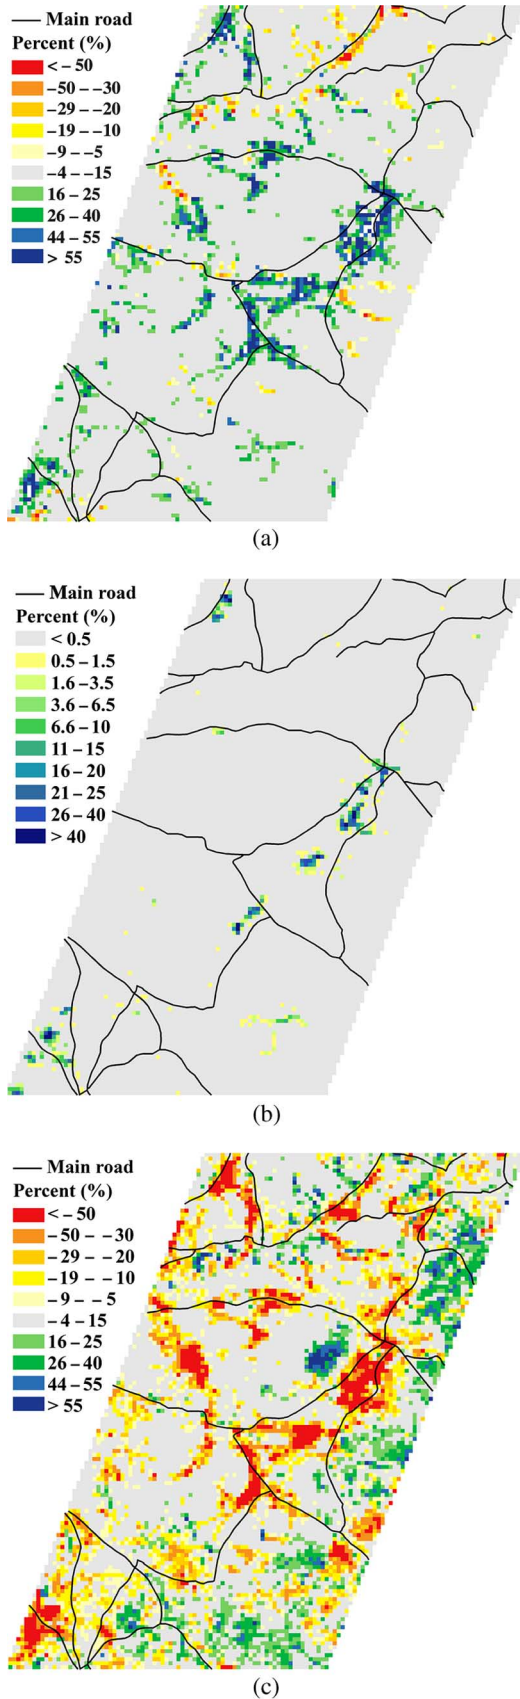 Main road
Percent (%)
< - 50
-50 - -30
-29 - -20
-19 - -10
-9 - -5
-4 - -15
16 - 25
26 - 40
44 - 55
> 55
(a)
Main road
Percent (%)
< 0.5
0.5 - 1.5
1.6 - 3.5
3.6 - 6.5
6.6 - 10
11 - 15
16 - 20
21 - 25
26 - 40
> 40
(b)
Main road
Percent (%)
< - 50
-50 - -30
-29 - -20
-19 - -10
-9 - -5
-4 - 15
16 - 25
26 - 40
44 - 55
> 55
(c)